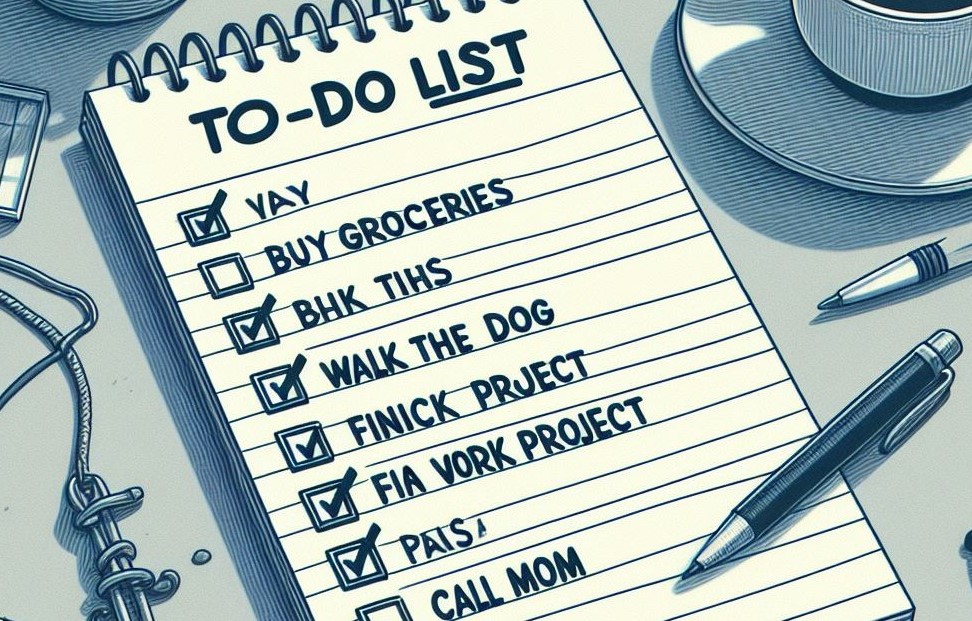 TO-DO LIST
YAY
BUY GROCERIES
BHK TIHS
WALK THE DOG
FINICK PRJECT
FIA VORK PROJECT
PAIS
CALL MOM